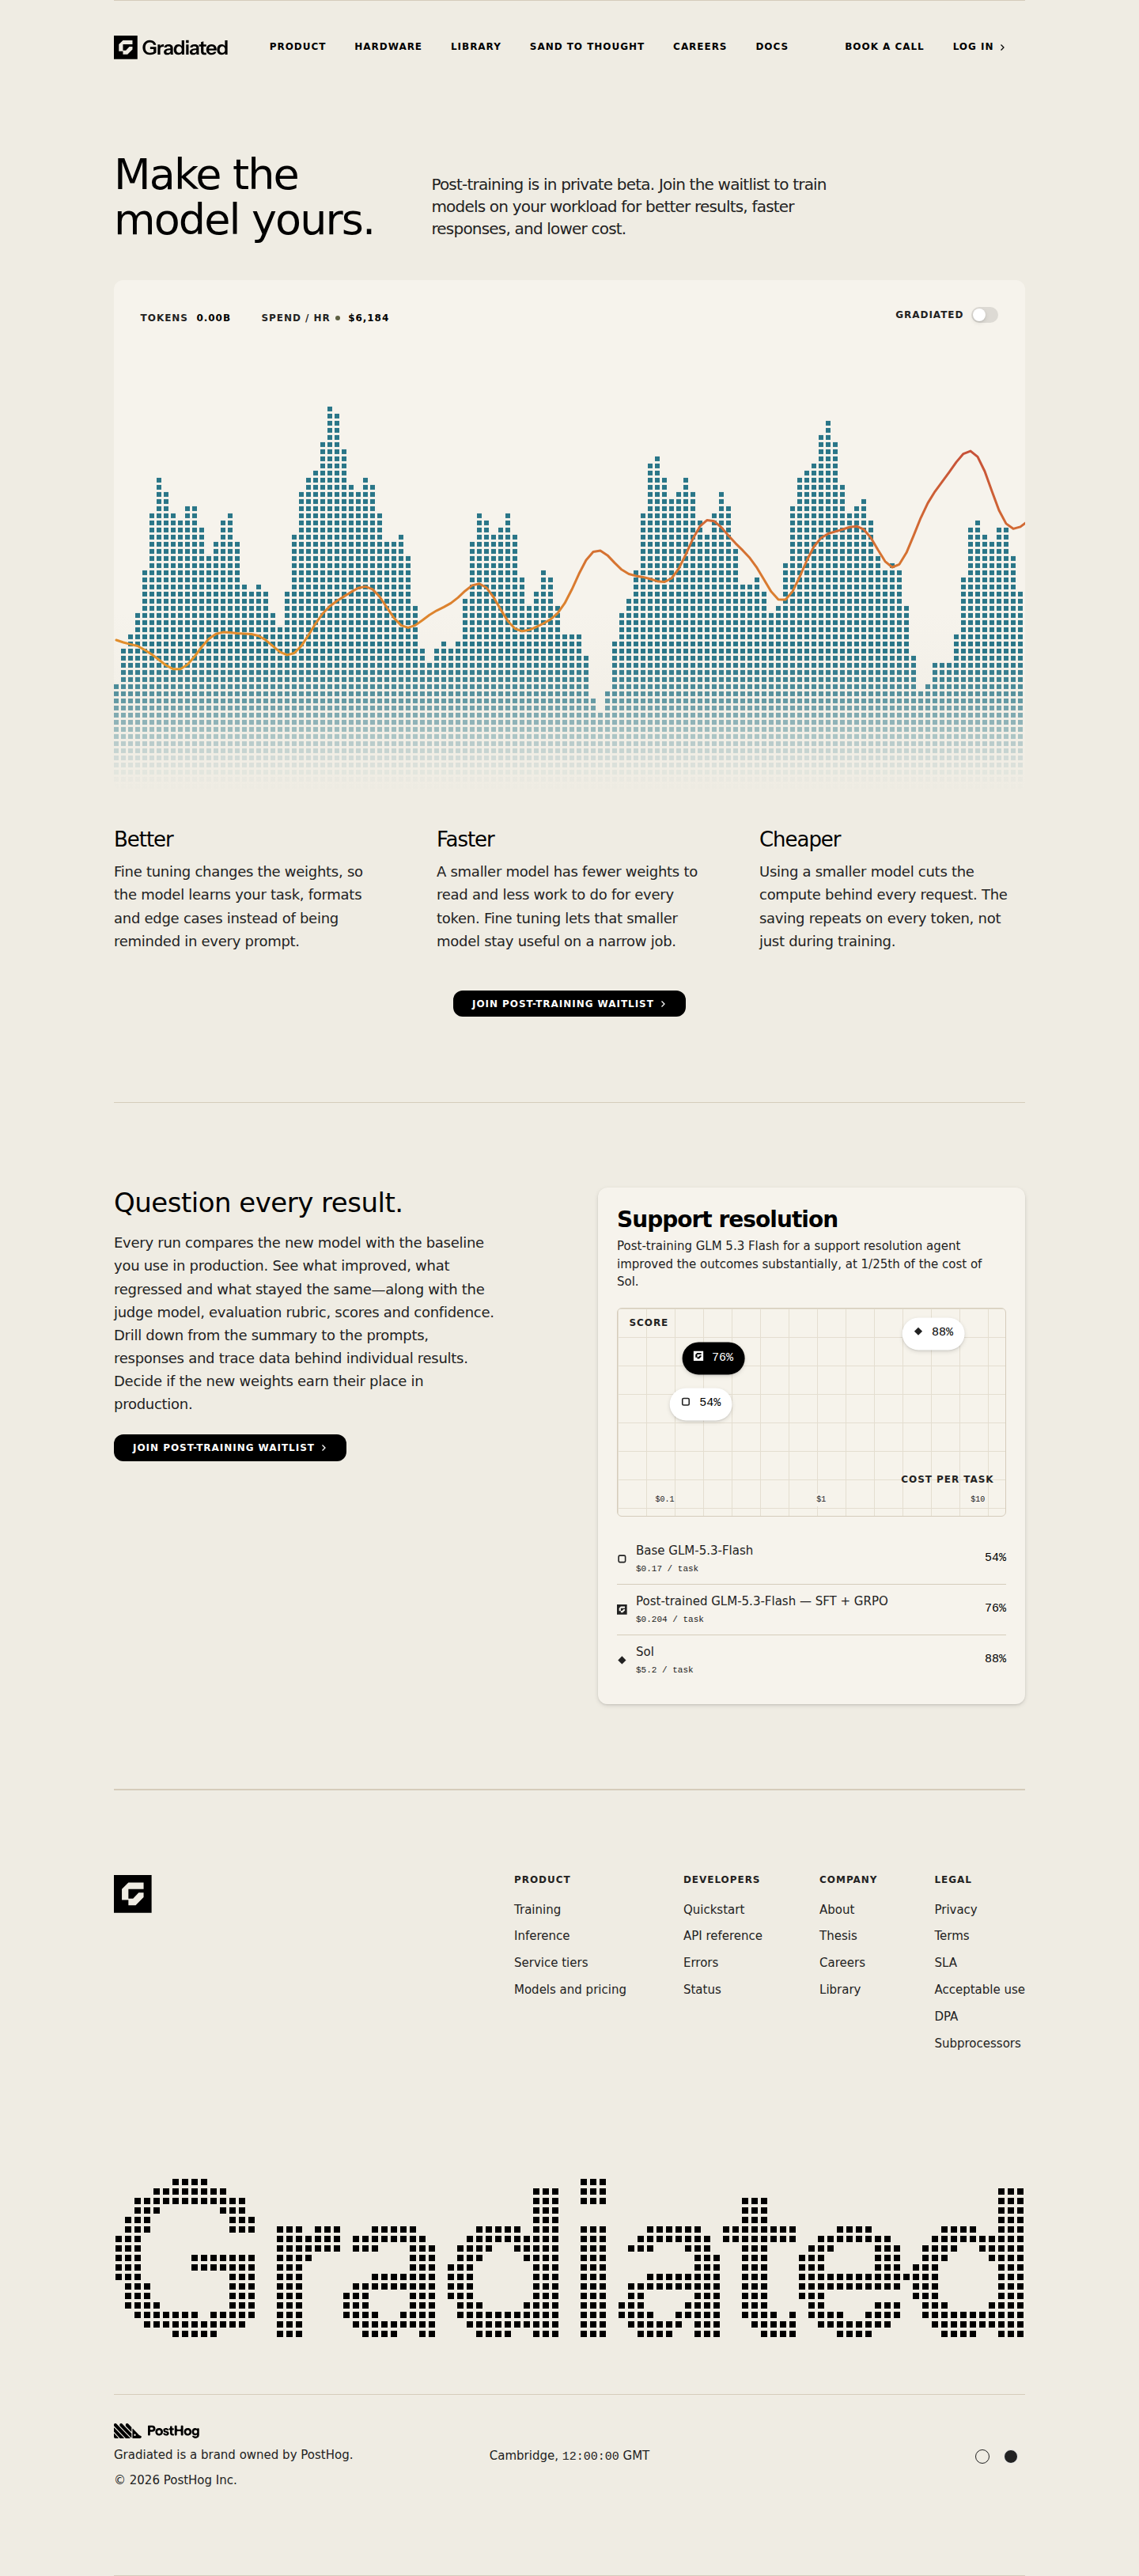 Gradiated
PRODUCT HARDWARE LIBRARY SAND TO THOUGHT CAREERS DOCS BOOK A CALL LOG IN
Make the
model yours.
Post-training is in private beta. Join the waitlist to train
models on your workload for better results, faster
responses, and lower cost.
TOKENS 0.00B SPEND / HR $6,184 GRADIATED
Better
Fine tuning changes the weights, so
the model learns your task, formats
and edge cases instead of being
reminded in every prompt.
Faster
A smaller model has fewer weights to
read and less work to do for every
token. Fine tuning lets that smaller
model stay useful on a narrow job.
Cheaper
Using a smaller model cuts the
compute behind every request. The
saving repeats on every token, not
just during training.
JOIN POST-TRAINING WAITLIST
Question every result.
Every run compares the new model with the baseline
you use in production. See what improved, what
regressed and what stayed the same—along with the
judge model, evaluation rubric, scores and confidence.
Drill down from the summary to the prompts,
responses and trace data behind individual results.
Decide if the new weights earn their place in
production.
JOIN POST-TRAINING WAITLIST
Support resolution
Post-training GLM 5.3 Flash for a support resolution agent
improved the outcomes substantially, at 1/25th of the cost of
Sol.
SCORE
88%
76%
54%
COST PER TASK
$0.1 $1 $10
Base GLM-5.3-Flash
$0.17 / task
54%
Post-trained GLM-5.3-Flash — SFT + GRPO
$0.204 / task
76%
Sol
$5.2 / task
88%
PRODUCT
Training
Inference
Service tiers
Models and pricing
DEVELOPERS
Quickstart
API reference
Errors
Status
COMPANY
About
Thesis
Careers
Library
LEGAL
Privacy
Terms
SLA
Acceptable use
DPA
Subprocessors
Gradiated
PostHog
Gradiated is a brand owned by PostHog.
© 2026 PostHog Inc.
Cambridge, 12:00:00 GMT